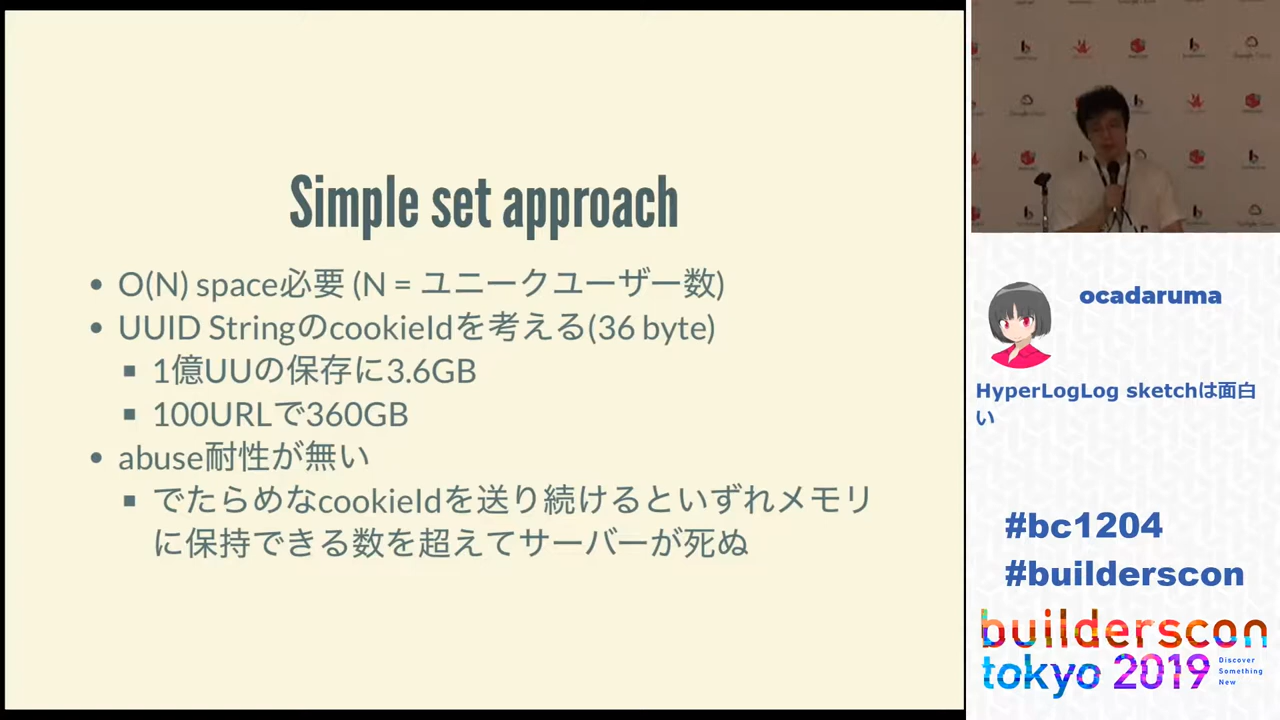 Simple set approach
O(N) space必要 (N = ユニークユーザー数)
UUID StringのcookieIdを考える(36 byte)
1億UUの保存に3.6GB
100URLで360GB
abuse耐性が無い
でたらめなcookieIdを送り続けるといずれメモリ
に保持できる数を超えてサーバーが死ぬ
ocadaruma
HyperLogLog sketchは面白
い
#bc1204
#builderscon
builderscon
tokyo 2019
Discover
Something
New